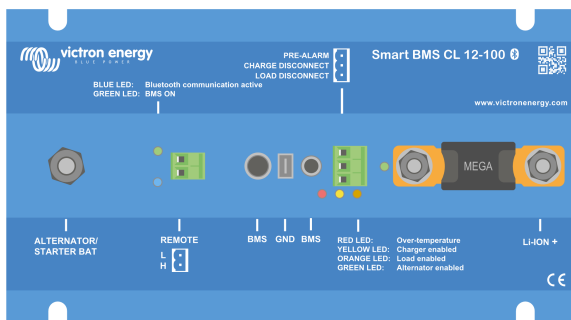 victron energy
BLUE POWER
PRE-ALARM
CHARGE DISCONNECT
LOAD DISCONNECT
Smart BMS CL 12-100
BLUE LED: Bluetooth communication active
GREEN LED: BMS ON
www.victronenergy.com
MEGA
ALTERNATOR/
STARTER BAT
REMOTE
L
H
BMS GND BMS
RED LED: Over-temperature
YELLOW LED: Charger enabled
ORANGE LED: Load enabled
GREEN LED: Alternator enabled
Li-ION +
CE